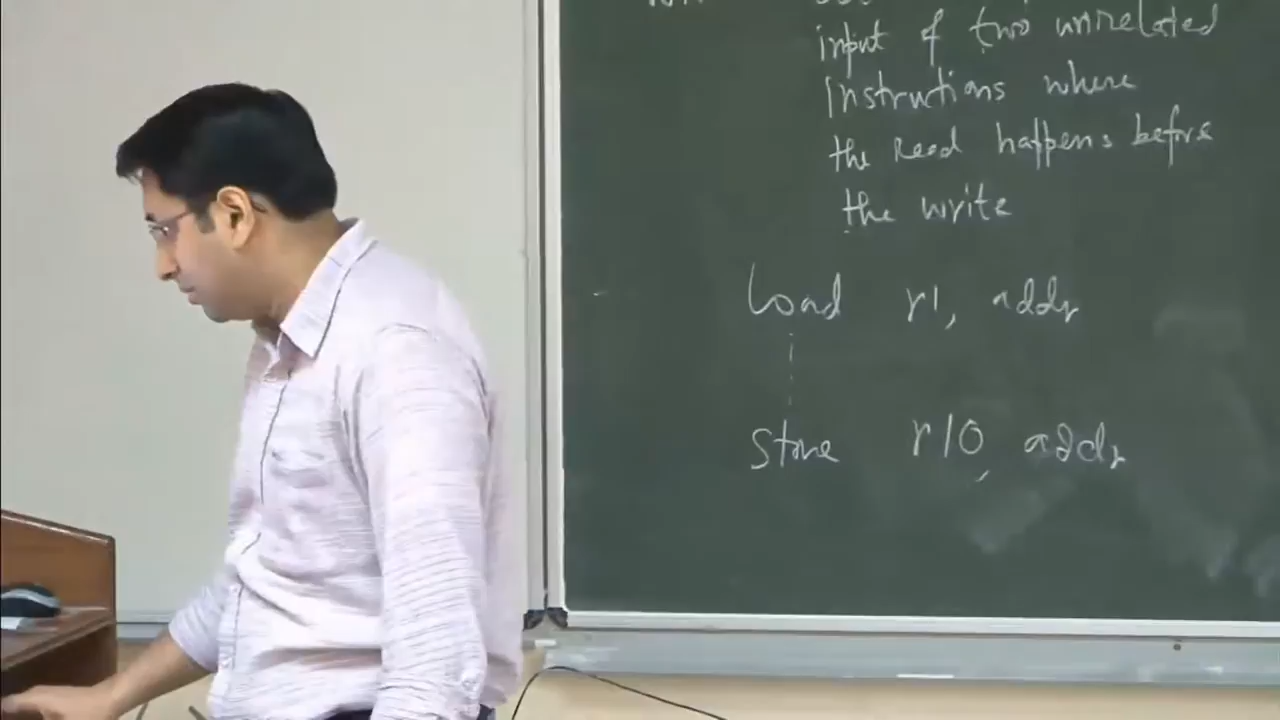 input of two unrelated
instructions where
the read happens before
the write
load r1, addr
store r10, addr